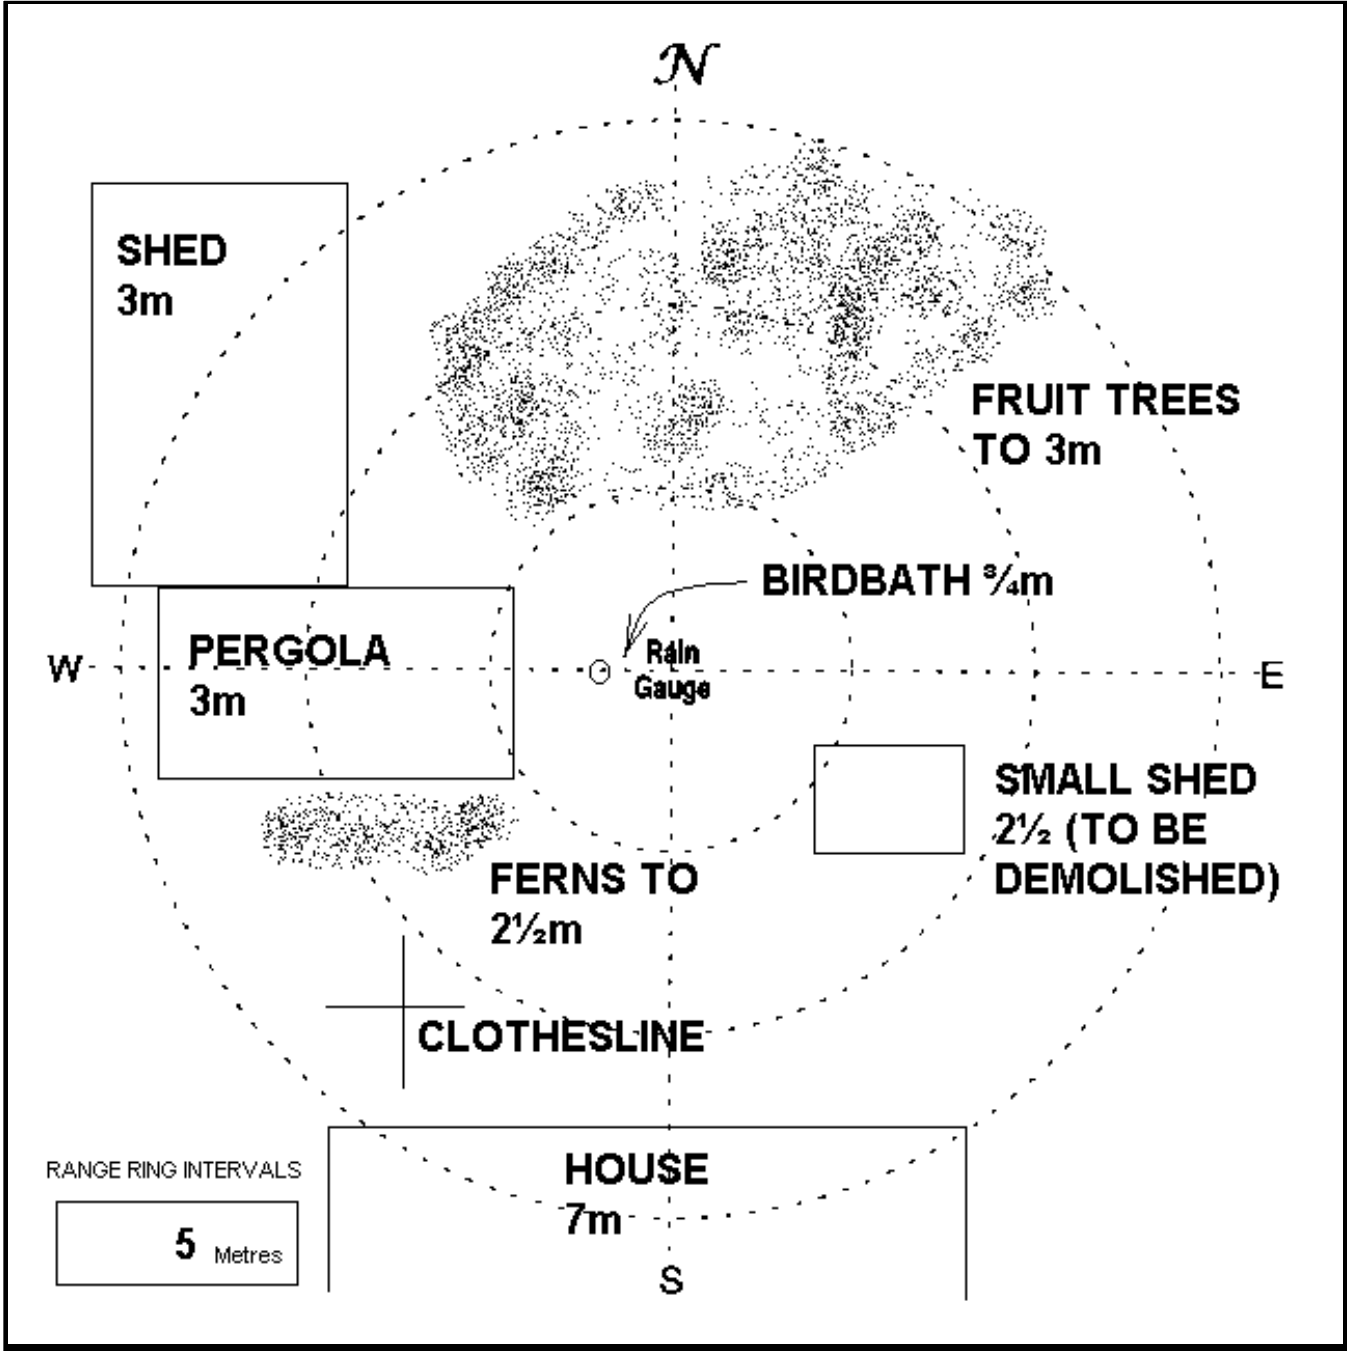 N
SHED
3m
FRUIT TREES
TO 3m
BIRDBATH ¾m
W
PERGOLA
3m
Rain
Gauge
E
SMALL SHED
2½ (TO BE
DEMOLISHED)
FERNS TO
2½m
CLOTHESLINE
HOUSE
7m
RANGE RING INTERVALS
5 Metres
S